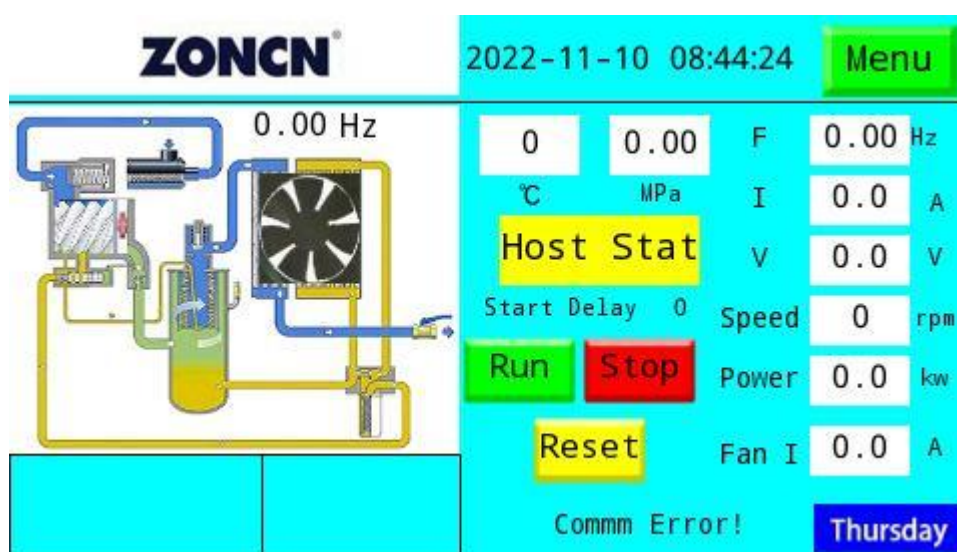 ZONCN®
2022-11-10 08:44:24
Menu
0.00 Hz
0 0.00 F 0.00 Hz
℃ MPa I 0.0 A
Host Stat V 0.0 V
Start Delay 0 Speed 0 rpm
Run Stop Power 0.0 kw
Reset Fan I 0.0 A
Commm Error! Thursday